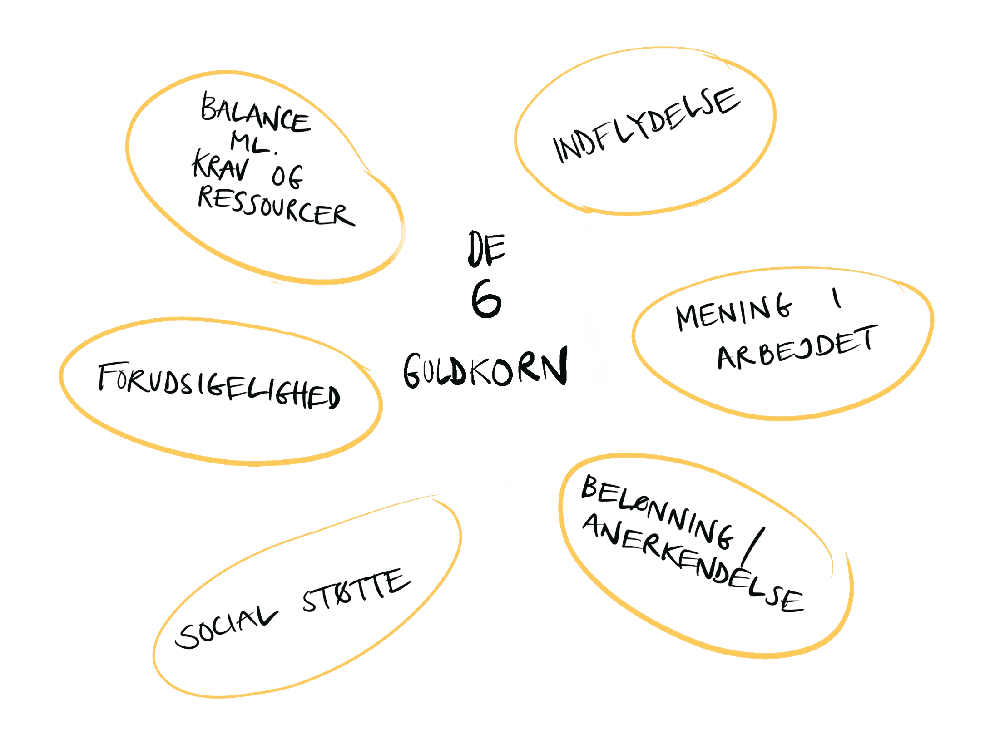 BALANCE
ML.
KRAV OG
RESSOURCER
INDFLYDELSE
DE
6
GULDKORN
MENING I
ARBEJDET
FORUDSIGELIGHED
BELØNNING /
ANERKENDELSE
SOCIAL STØTTE